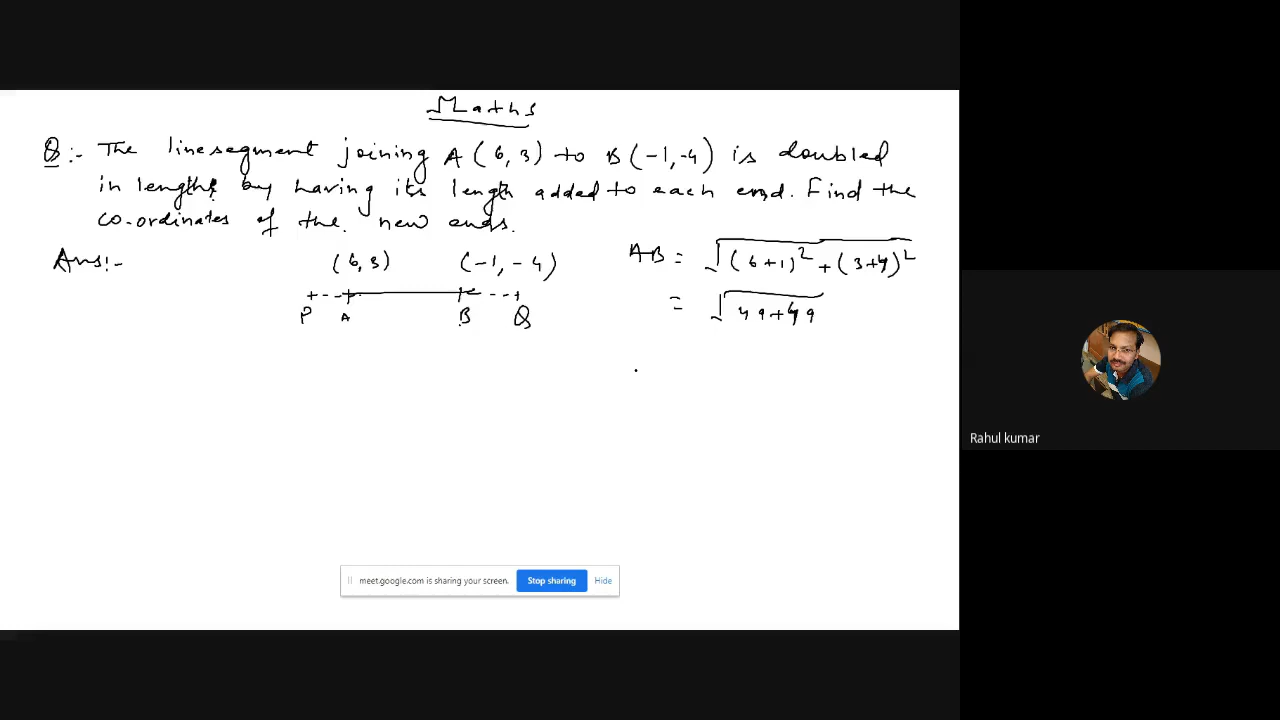 Maths
Q:- The linesegment joining A (6, 3) to B (-1, -4) is doubled
in length by having its length added to each end. Find the
co-ordinates of the new ends.
Ans:-
(6, 3) (-1, -4)
P A B Q
AB = √(6+1)² + (3+4)²
= √49+49
meet.google.com is sharing your screen. Stop sharing Hide
Rahul kumar